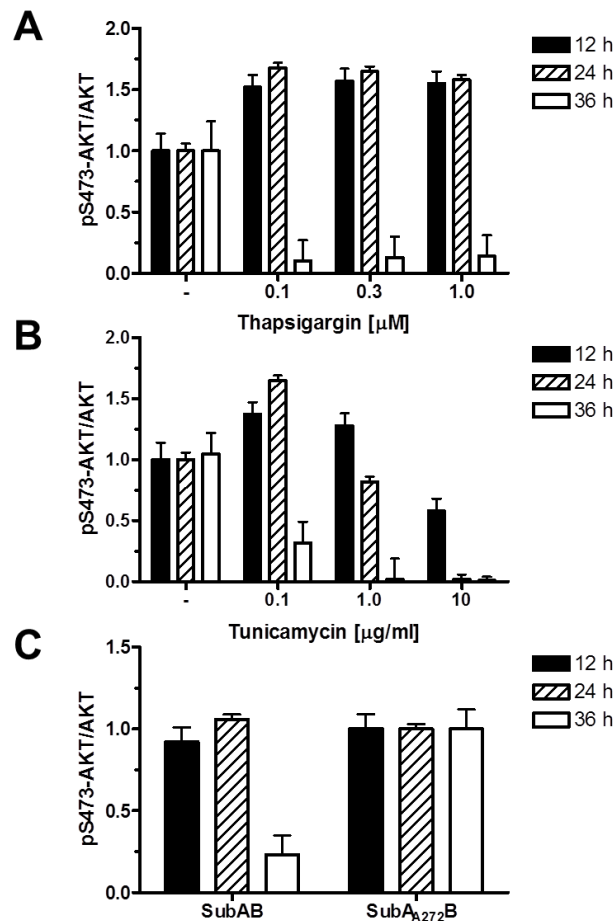 A
pS473-AKT/AKT
2.0
1.5
1.0
0.5
0.0
- 0.1 0.3 1.0
Thapsigargin [μM]
12 h
24 h
36 h
B
pS473-AKT/AKT
2.0
1.5
1.0
0.5
0.0
- 0.1 1.0 10
Tunicamycin [μg/ml]
12 h
24 h
36 h
C
pS473-AKT/AKT
1.5
1.0
0.5
0.0
SubAB SubA_A272B
12 h
24 h
36 h